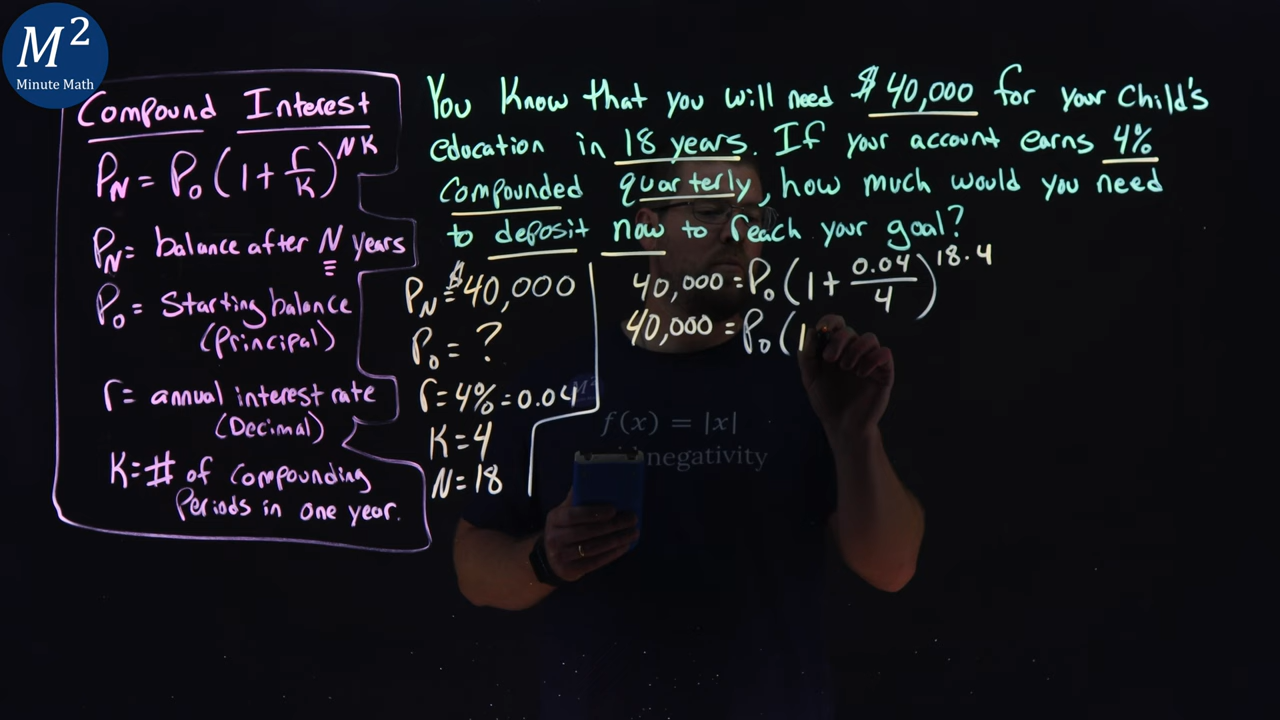 M²
Minute Math
Compound Interest
P_N = P_0 (1 + r/k)^NK
P_N = balance after N years
P_0 = Starting balance
(Principal)
r = annual interest rate
(Decimal)
K = # of compounding
Periods in one year.
You know that you will need $40,000 for your child's
education in 18 years. If your account earns 4%
compounded quarterly, how much would you need
to deposit now to reach your goal?
P_N = $40,000
P_0 = ?
r = 4% = 0.04
K = 4
N = 18
40,000 = P_0 (1 + 0.04/4)^18·4
40,000 = P_0 (1
M²
f(x) = |x|
negativity